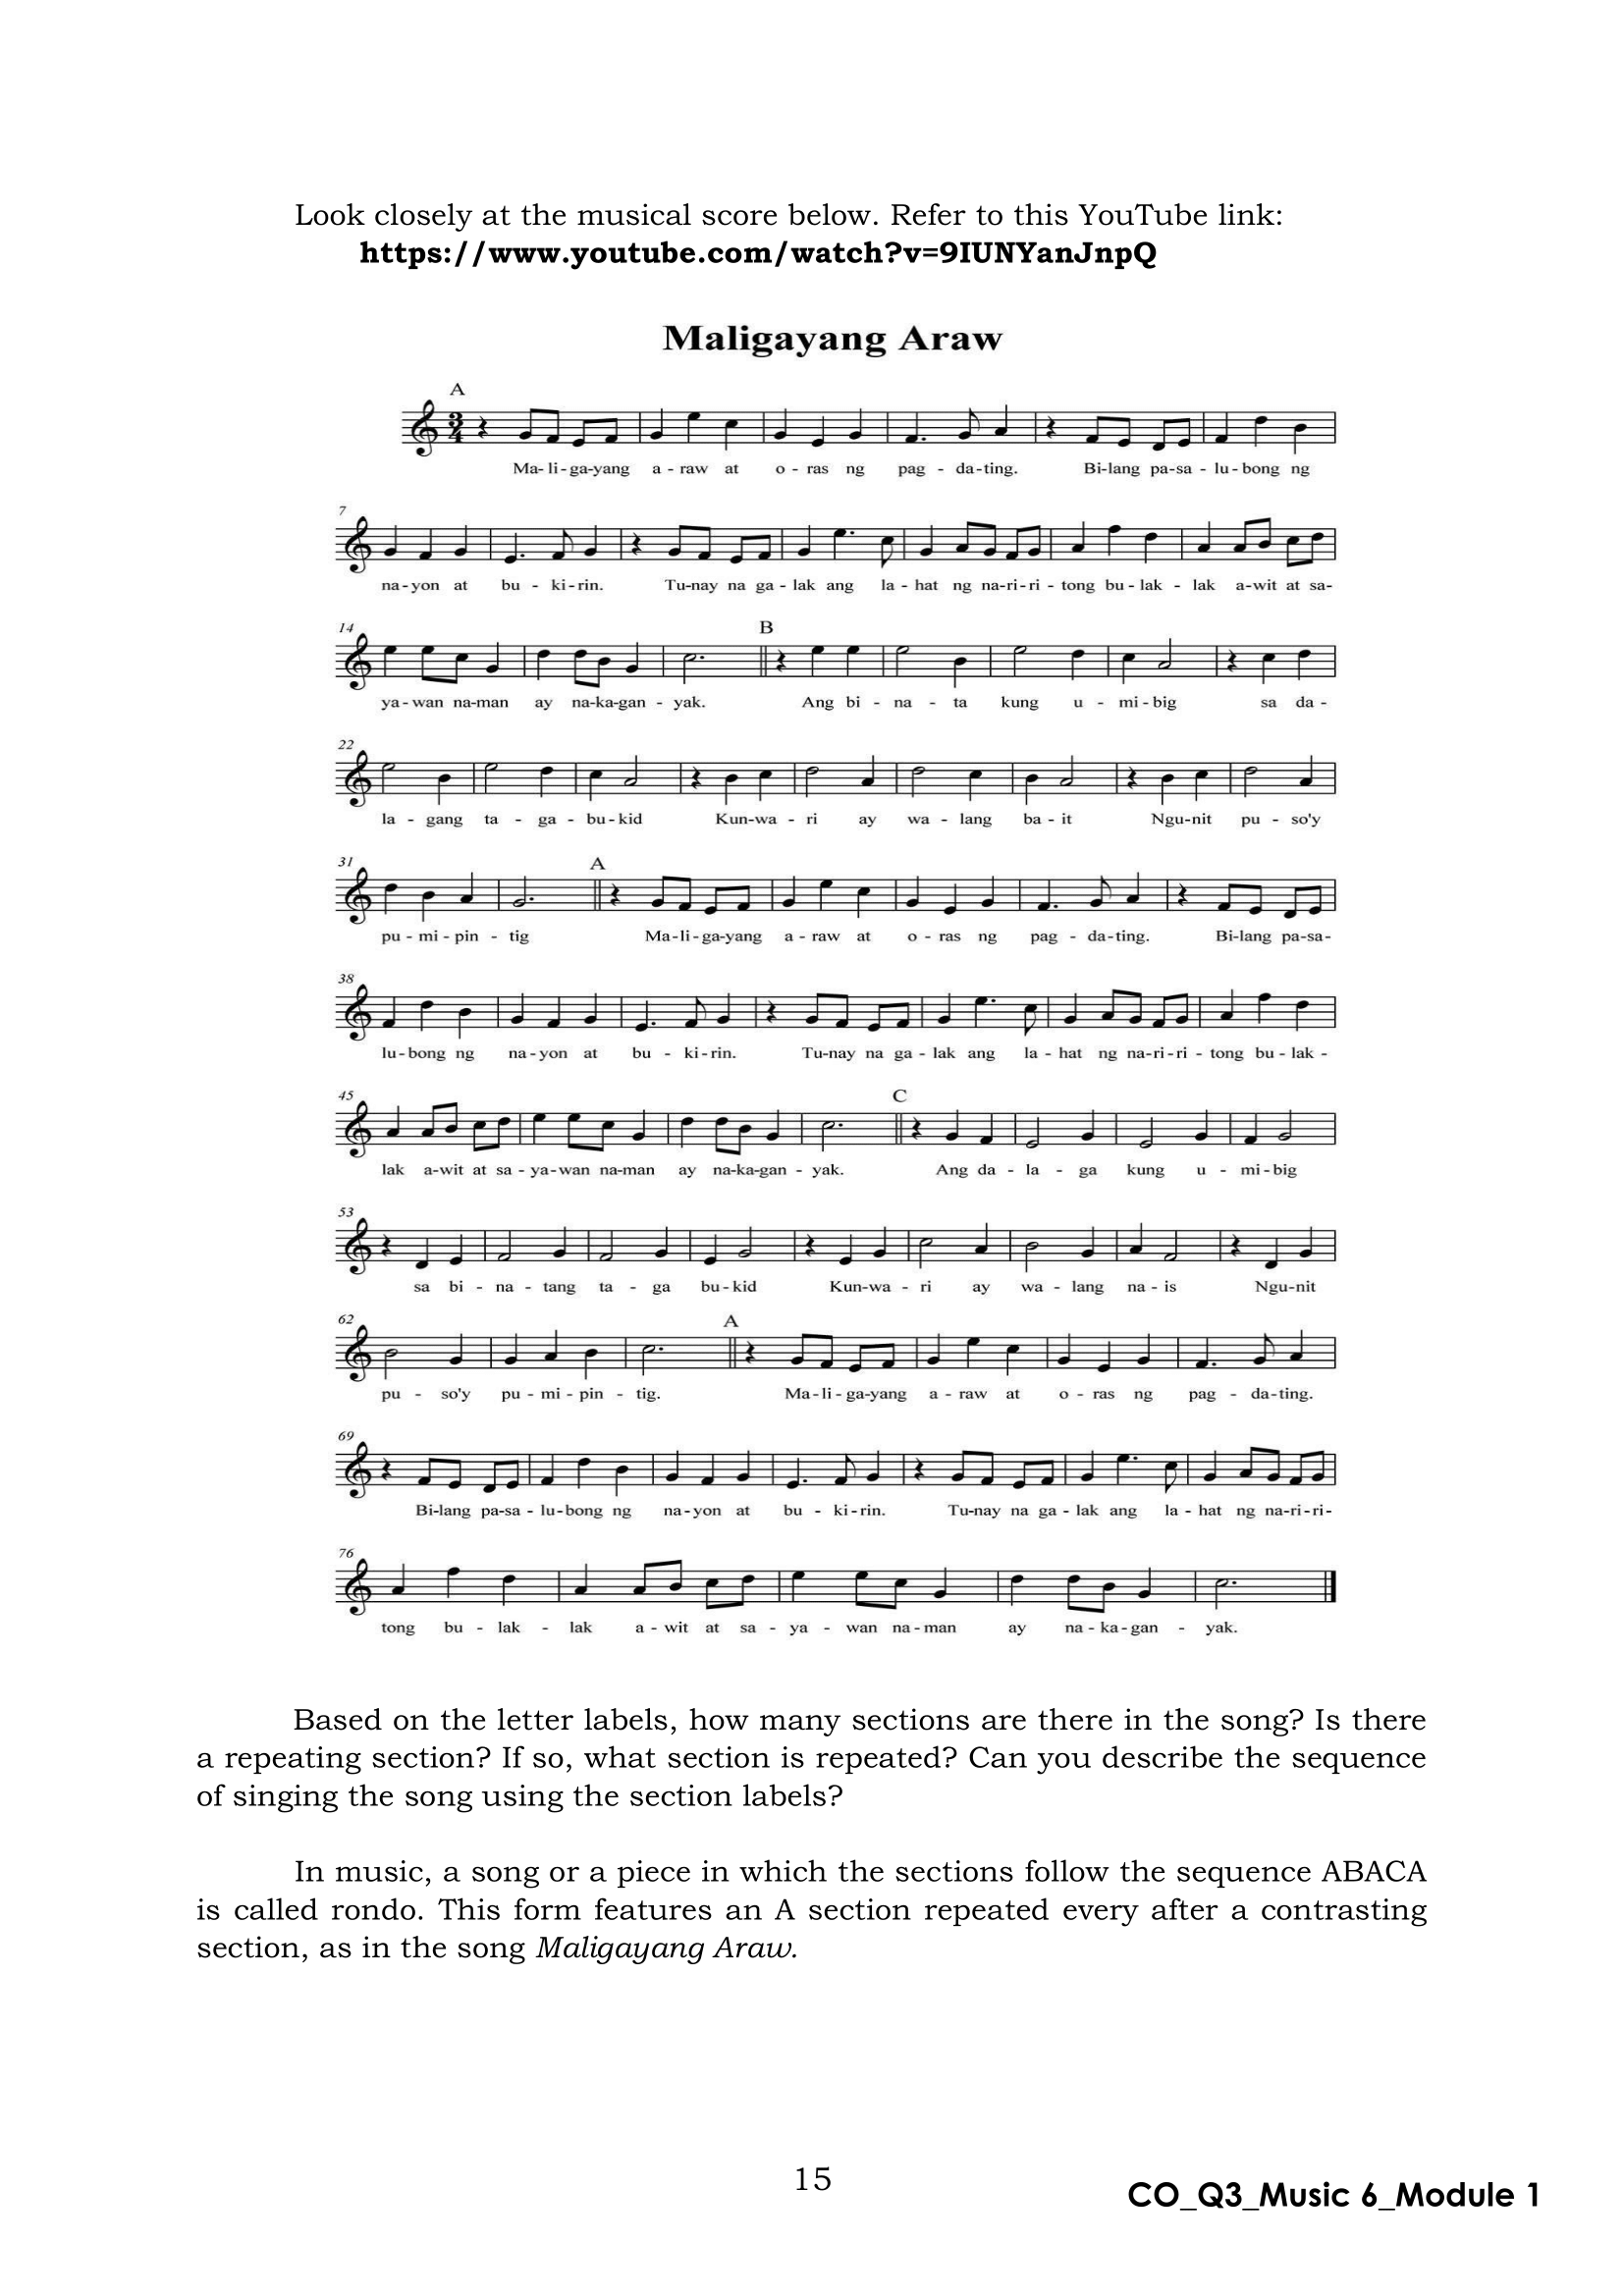 Look closely at the musical score below. Refer to this YouTube link:
https://www.youtube.com/watch?v=9IUNYanJnpQ
Maligayang Araw
A
3
4
Ma - li - ga - yang a - raw at o - ras ng pag - da - ting. Bi - lang pa - sa - lu - bong ng
7
na - yon at bu - ki - rin. Tu - nay na ga - lak ang la - hat ng na - ri - ri - tong bu - lak - lak a - wit at sa -
14
B
ya - wan na - man ay na - ka - gan - yak. Ang bi - na - ta kung u - mi - big sa da -
22
la - gang ta - ga - bu - kid Kun - wa - ri ay wa - lang ba - it Ngu - nit pu - so'y
31
A
pu - mi - pin - tig Ma - li - ga - yang a - raw at o - ras ng pag - da - ting. Bi - lang pa - sa -
38
lu - bong ng na - yon at bu - ki - rin. Tu - nay na ga - lak ang la - hat ng na - ri - ri - tong bu - lak -
45
C
lak a - wit at sa - ya - wan na - man ay na - ka - gan - yak. Ang da - la - ga kung u - mi - big
53
sa bi - na - tang ta - ga bu - kid Kun - wa - ri ay wa - lang na - is Ngu - nit
62
A
pu - so'y pu - mi - pin - tig. Ma - li - ga - yang a - raw at o - ras ng pag - da - ting.
69
Bi - lang pa - sa - lu - bong ng na - yon at bu - ki - rin. Tu - nay na ga - lak ang la - hat ng na - ri - ri -
76
tong bu - lak - lak a - wit at sa - ya - wan na - man ay na - ka - gan - yak.
Based on the letter labels, how many sections are there in the song? Is there
a repeating section? If so, what section is repeated? Can you describe the sequence
of singing the song using the section labels?
In music, a song or a piece in which the sections follow the sequence ABACA
is called rondo. This form features an A section repeated every after a contrasting
section, as in the song Maligayang Araw.
15
CO_Q3_Music 6_Module 1